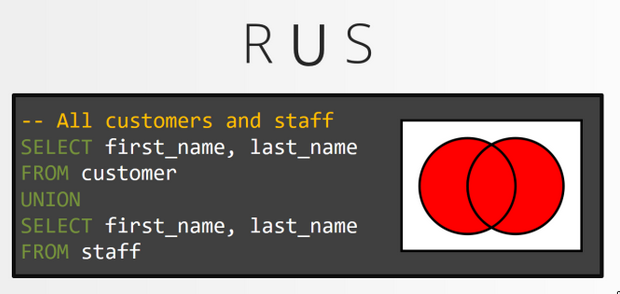 R U S
-- All customers and staff
SELECT first_name, last_name
FROM customer
UNION
SELECT first_name, last_name
FROM staff